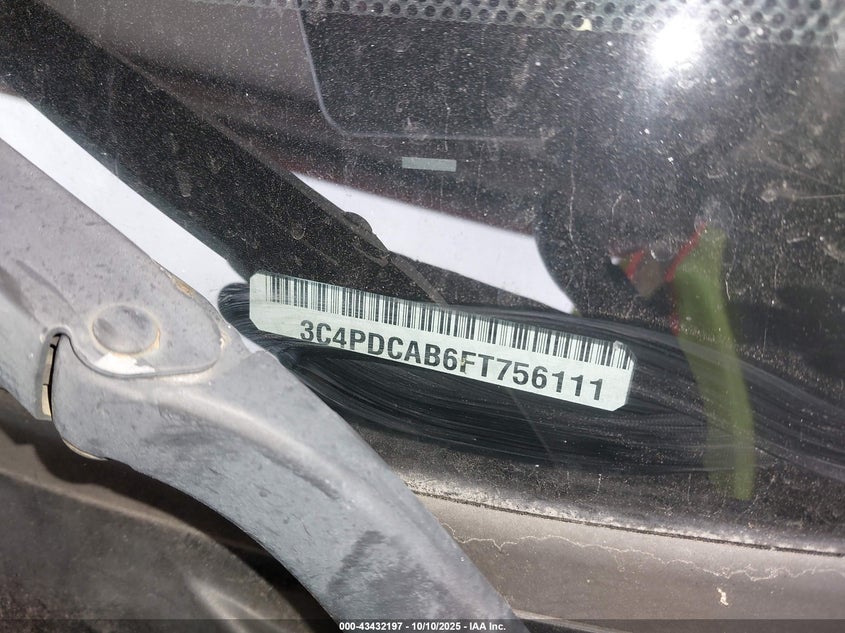 3C4PDCAB6FT756111
000-43432197 - 10/10/2025 - IAA Inc.